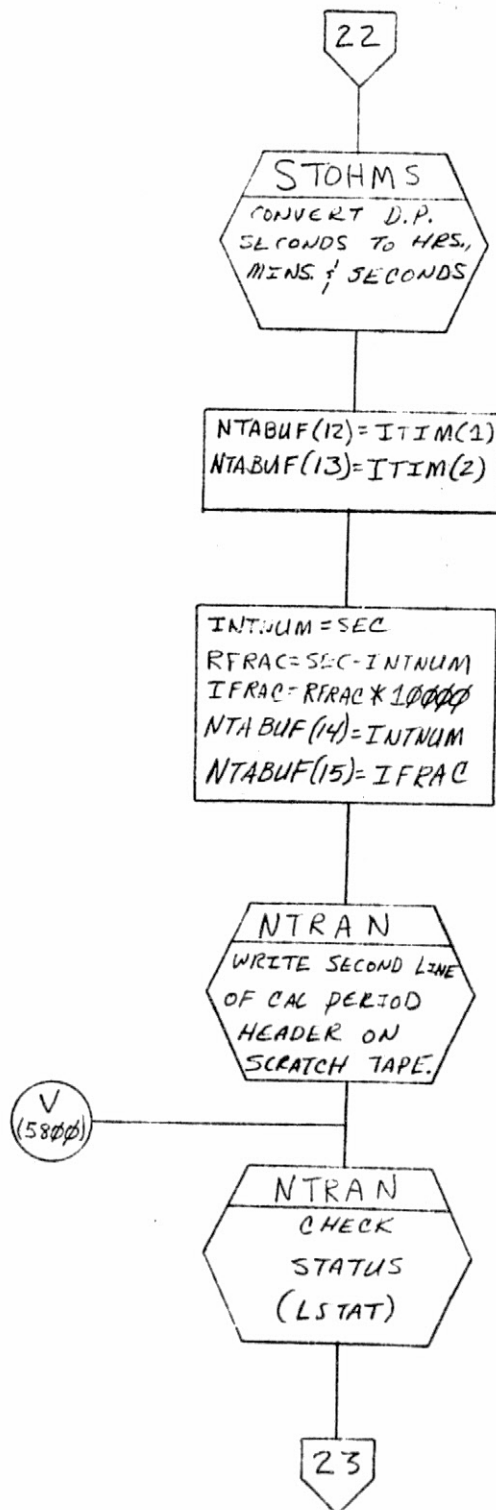 22
STOHMS
CONVERT D.P.
SECONDS TO HRS.,
MINS. & SECONDS
NTABUF(12)=ITIM(1)
NTABUF(13)=ITIM(2)
INTNUM=SEC
RFRAC=SEC-INTNUM
IFRAC=RFRAC*10000
NTABUF(14)=INTNUM
NTABUF(15)=IFRAC
NTRAN
WRITE SECOND LINE
OF CAL PERIOD
HEADER ON
SCRATCH TAPE.
V
(5800)
NTRAN
CHECK
STATUS
(LSTAT)
23